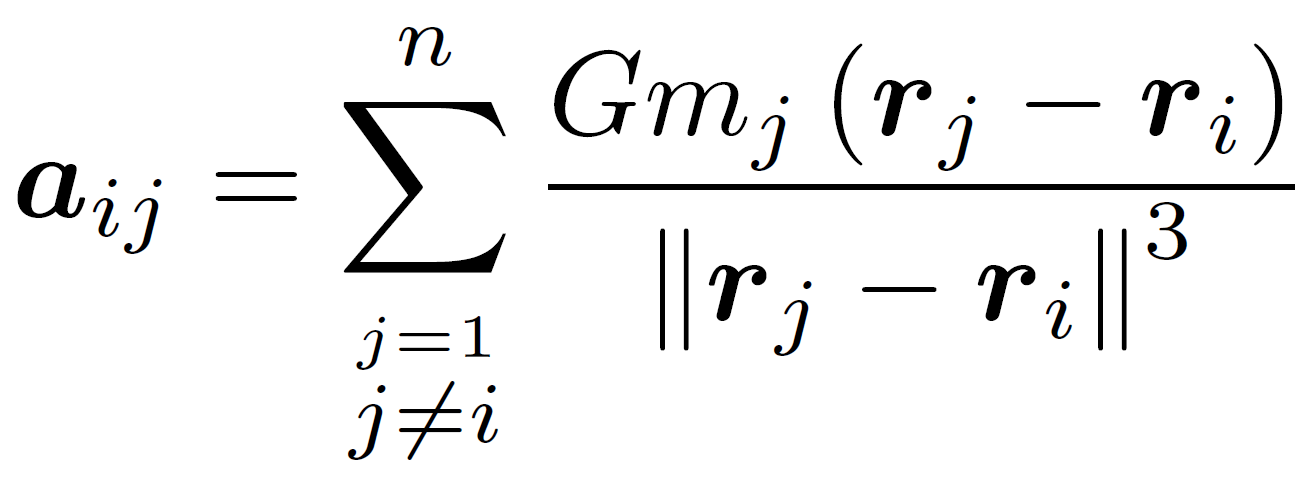 $$\boldsymbol{a}_{ij} = \sum_{\substack{j=1 \\ j \neq i}}^{n} \frac{G m_j \left( \boldsymbol{r}_j - \boldsymbol{r}_i \right)}{\left\| \boldsymbol{r}_j - \boldsymbol{r}_i \right\|^3}$$